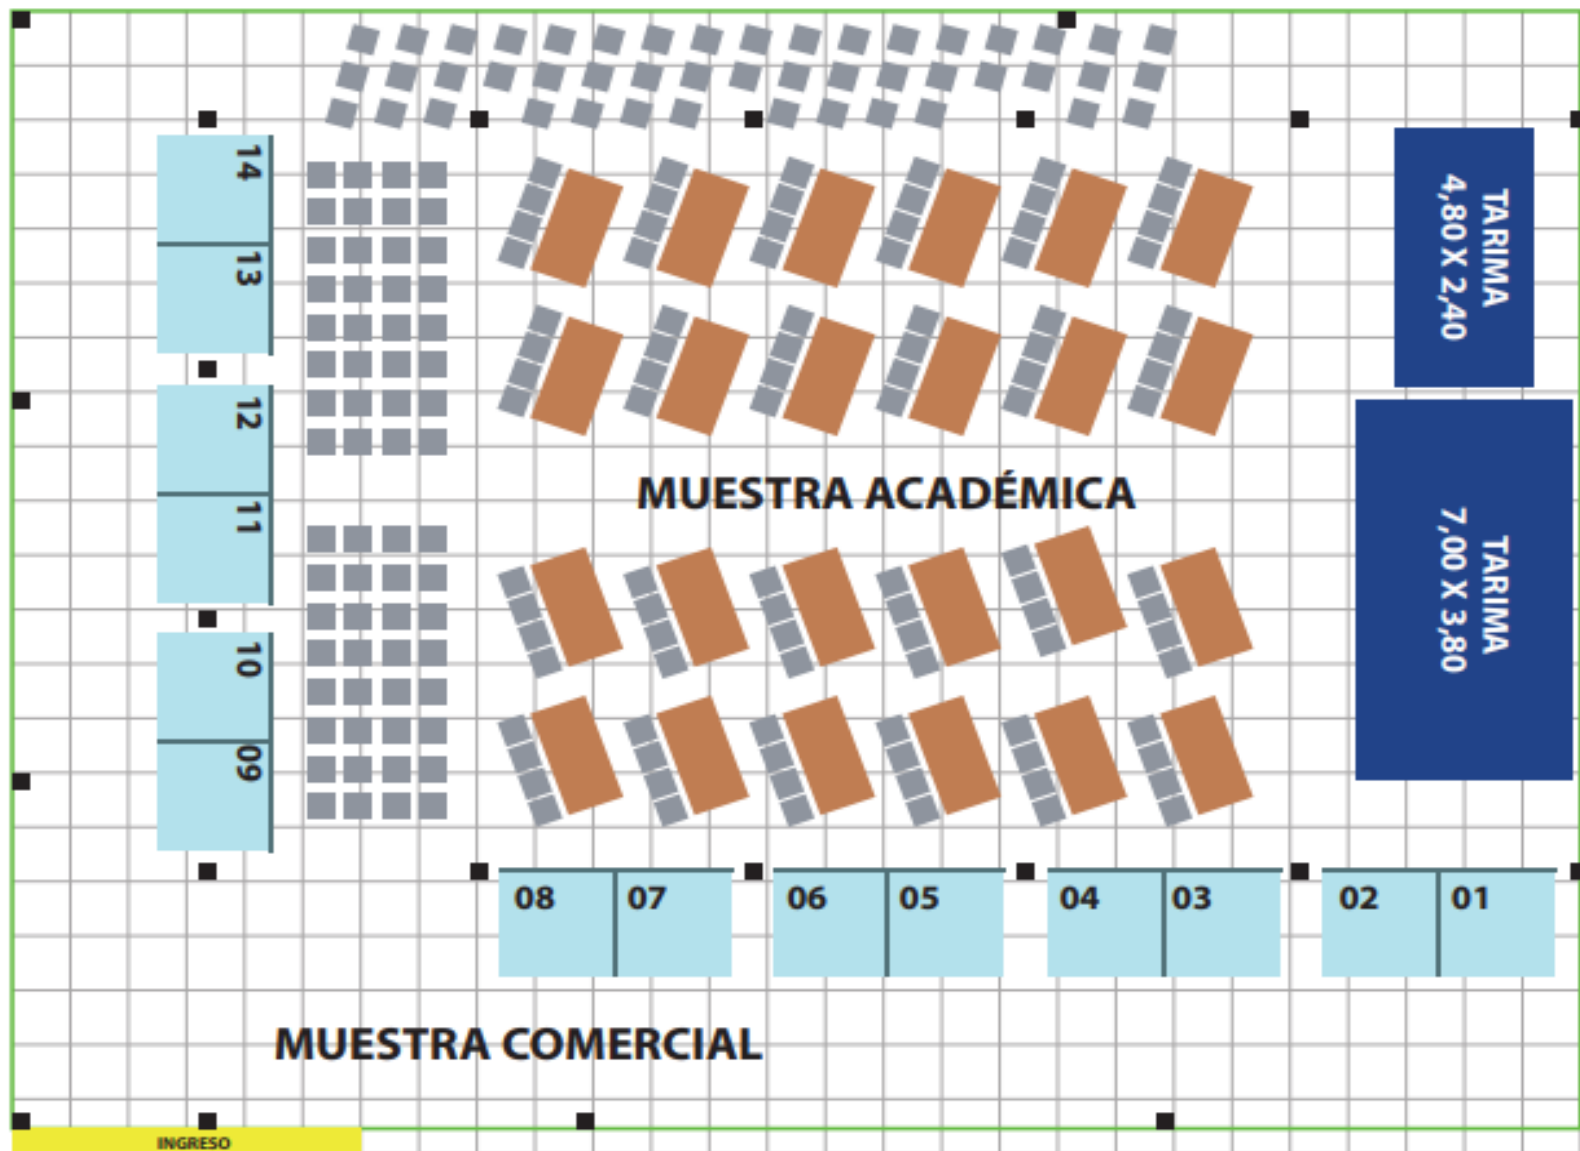 14
13
12
11
10
09
TARIMA
4,80 X 2,40
TARIMA
7,00 X 3,80
MUESTRA ACADÉMICA
08
07
06
05
04
03
02
01
MUESTRA COMERCIAL
INGRESO